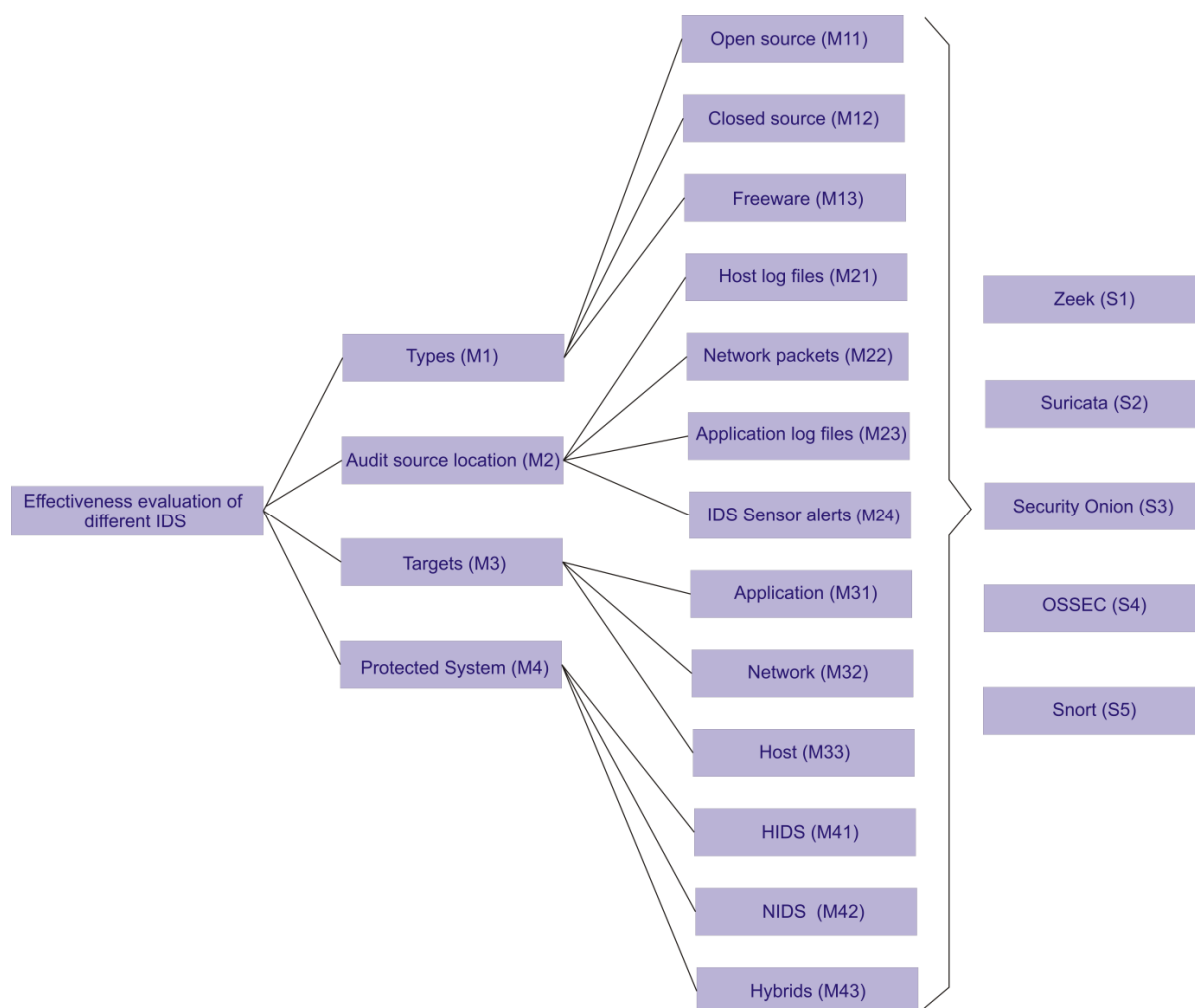 Open source (M11)
Closed source (M12)
Freeware (M13)
Host log files (M21)
Network packets (M22)
Application log files (M23)
IDS Sensor alerts (M24)
Application (M31)
Network (M32)
Host (M33)
HIDS (M41)
NIDS (M42)
Hybrids (M43)
Types (M1)
Audit source location (M2)
Targets (M3)
Protected System (M4)
Effectiveness evaluation of
different IDS
Zeek (S1)
Suricata (S2)
Security Onion (S3)
OSSEC (S4)
Snort (S5)